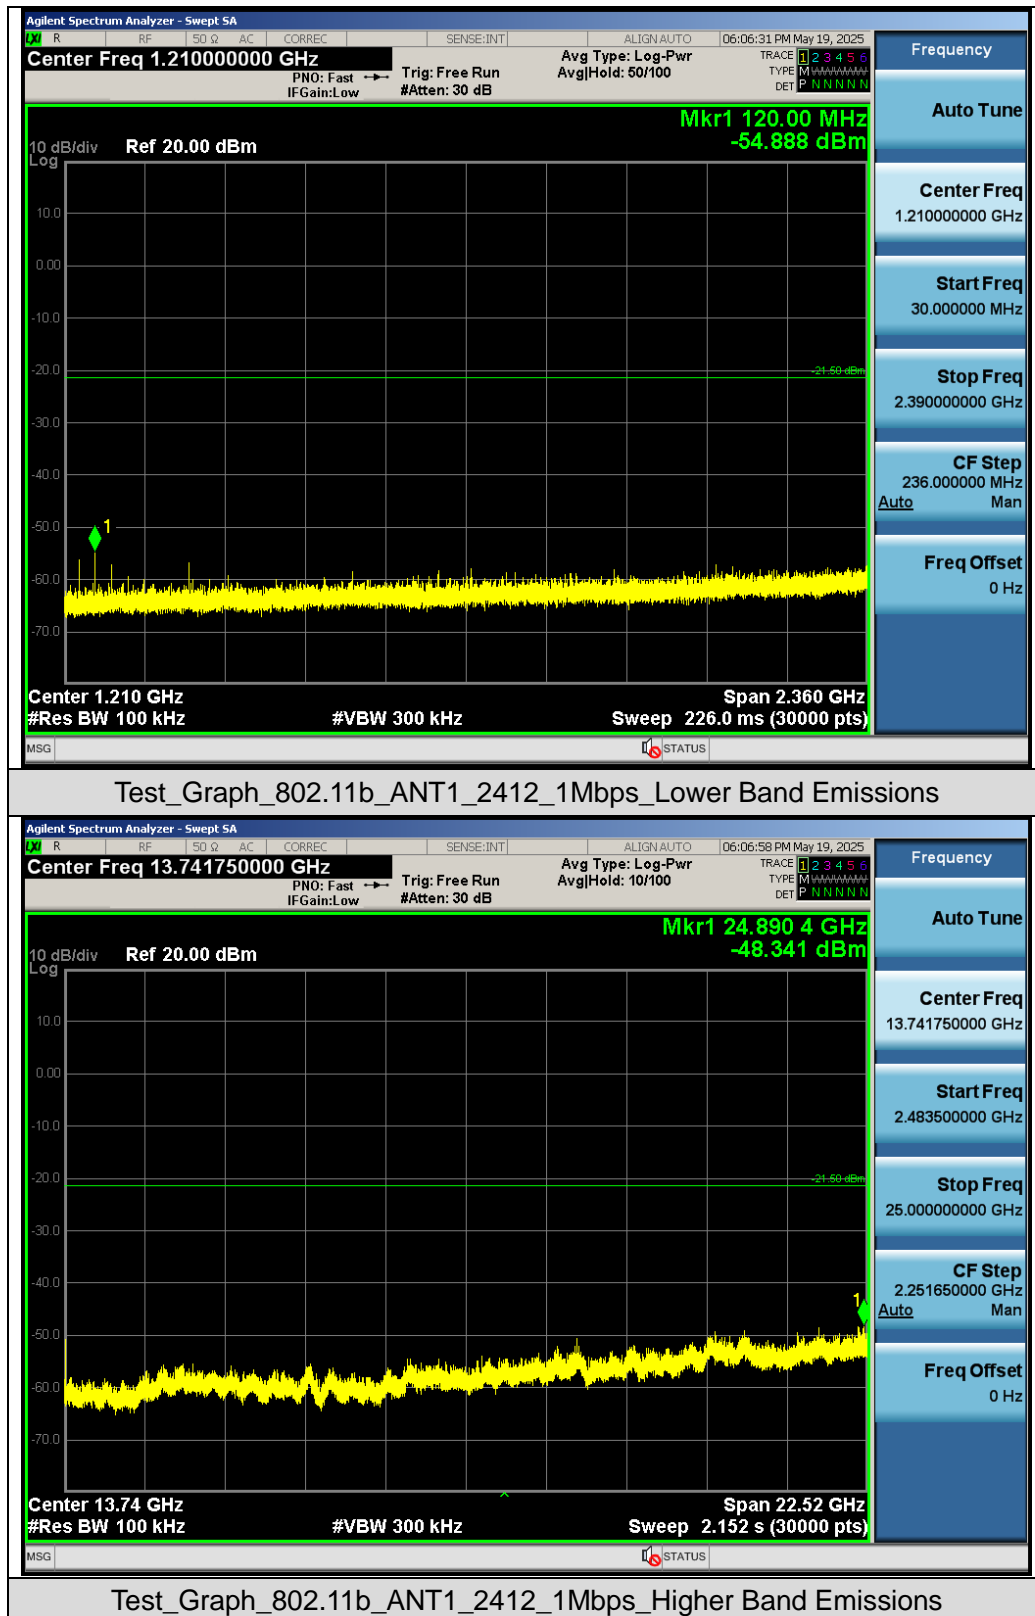 Agilent Spectrum Analyzer - Swept SA
LXI R RF 50 Ω AC CORREC SENSE:INT ALIGN AUTO 06:06:31 PM May 19, 2025
Center Freq 1.210000000 GHz
PNO: Fast
IFGain:Low
Trig: Free Run
#Atten: 30 dB
Avg Type: Log-Pwr
Avg|Hold: 50/100
TRACE 1 2 3 4 5 6
TYPE M W W W W W
DET P N N N N N
Mkr1 120.00 MHz
-54.888 dBm
10 dB/div Ref 20.00 dBm
Log
10.0
0.00
-10.0
-20.0
-21.50 dBm
-30.0
-40.0
-50.0
1
-60.0
-70.0
Center 1.210 GHz Span 2.360 GHz
#Res BW 100 kHz #VBW 300 kHz Sweep 226.0 ms (30000 pts)
MSG STATUS
Frequency
Auto Tune
Center Freq
1.210000000 GHz
Start Freq
30.000000 MHz
Stop Freq
2.390000000 GHz
CF Step
236.000000 MHz
Auto Man
Freq Offset
0 Hz
Test_Graph_802.11b_ANT1_2412_1Mbps_Lower Band Emissions
Agilent Spectrum Analyzer - Swept SA
LXI R RF 50 Ω AC CORREC SENSE:INT ALIGN AUTO 06:06:58 PM May 19, 2025
Center Freq 13.741750000 GHz
PNO: Fast
IFGain:Low
Trig: Free Run
#Atten: 30 dB
Avg Type: Log-Pwr
Avg|Hold: 10/100
TRACE 1 2 3 4 5 6
TYPE M W W W W W
DET P N N N N N
Mkr1 24.890 4 GHz
-48.341 dBm
10 dB/div Ref 20.00 dBm
Log
10.0
0.00
-10.0
-20.0
-21.50 dBm
-30.0
-40.0
1
-50.0
-60.0
-70.0
Center 13.74 GHz Span 22.52 GHz
#Res BW 100 kHz #VBW 300 kHz Sweep 2.152 s (30000 pts)
MSG STATUS
Frequency
Auto Tune
Center Freq
13.741750000 GHz
Start Freq
2.483500000 GHz
Stop Freq
25.000000000 GHz
CF Step
2.251650000 GHz
Auto Man
Freq Offset
0 Hz
Test_Graph_802.11b_ANT1_2412_1Mbps_Higher Band Emissions